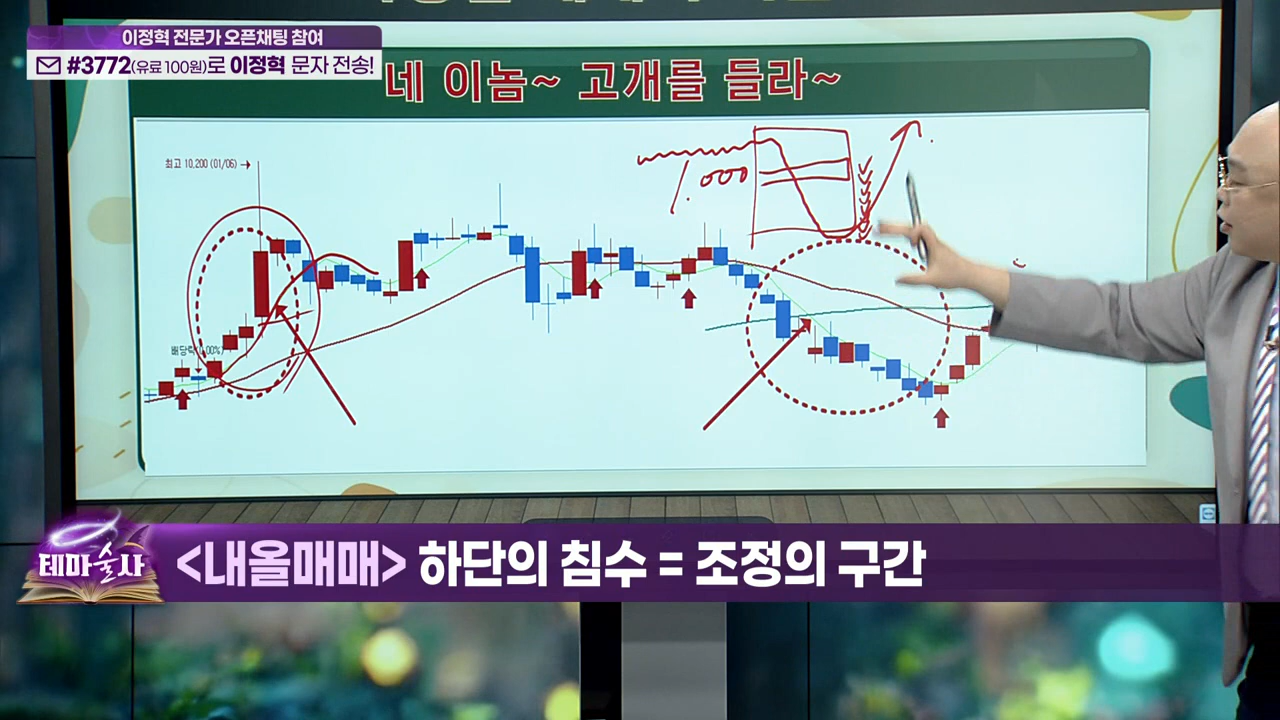 이정혁 전문가 오픈채팅 참여
#3772(유료 100원)로 이정혁 문자 전송!
네 이놈~ 고개를 들라~
최고 10,200 (01/06) →
1.000
테마술사
<내올매매> 하단의 침수 = 조정의 구간